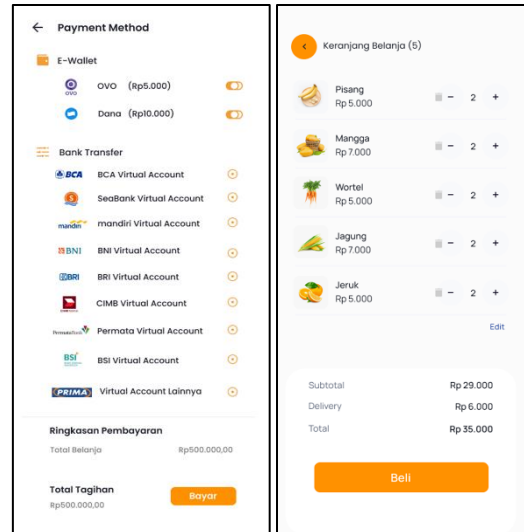 Payment Method
E-Wallet
OVO OVO (Rp5.000)
Dana (Rp10.000)
Bank Transfer
BCA BCA Virtual Account
SeaBank Virtual Account
mandiri mandiri Virtual Account
BNI BNI Virtual Account
BRI BRI Virtual Account
CIMB Virtual Account
PermataBank Permata Virtual Account
BSI BSI Virtual Account
PRIMA Virtual Account Lainnya
Ringkasan Pembayaran
Total Belanja Rp500.000,00
Total Tagihan
Rp500.000,00
Bayar
Keranjang Belanja (5)
Pisang
Rp 5.000
– 2 +
Mangga
Rp 7.000
– 2 +
Wortel
Rp 5.000
– 2 +
Jagung
Rp 7.000
– 2 +
Jeruk
Rp 5.000
– 2 +
Edit
Subtotal Rp 29.000
Delivery Rp 6.000
Total Rp 35.000
Beli